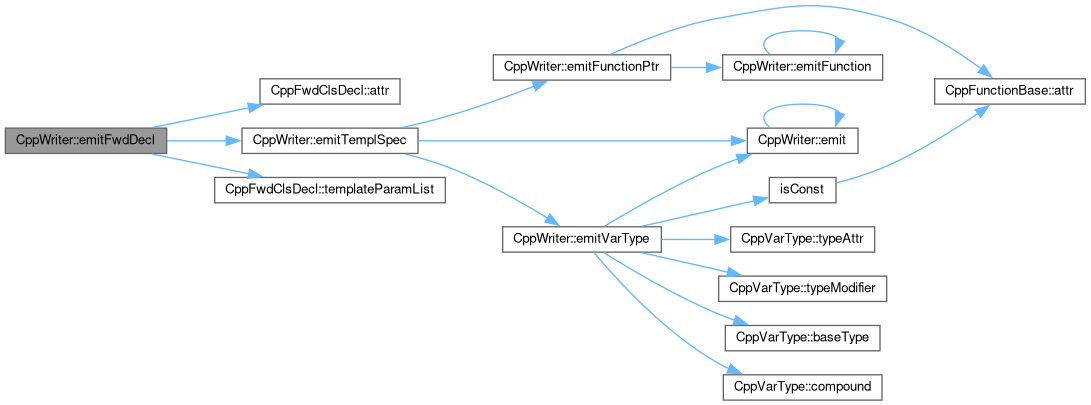 CppWriter::emitFwdDecl
CppFwdClsDecl::attr
CppWriter::emitTemplSpec
CppFwdClsDecl::templateParamList
CppWriter::emitFunctionPtr
CppWriter::emitVarType
CppWriter::emitFunction
CppWriter::emit
isConst
CppVarType::typeAttr
CppVarType::typeModifier
CppVarType::baseType
CppVarType::compound
CppFunctionBase::attr